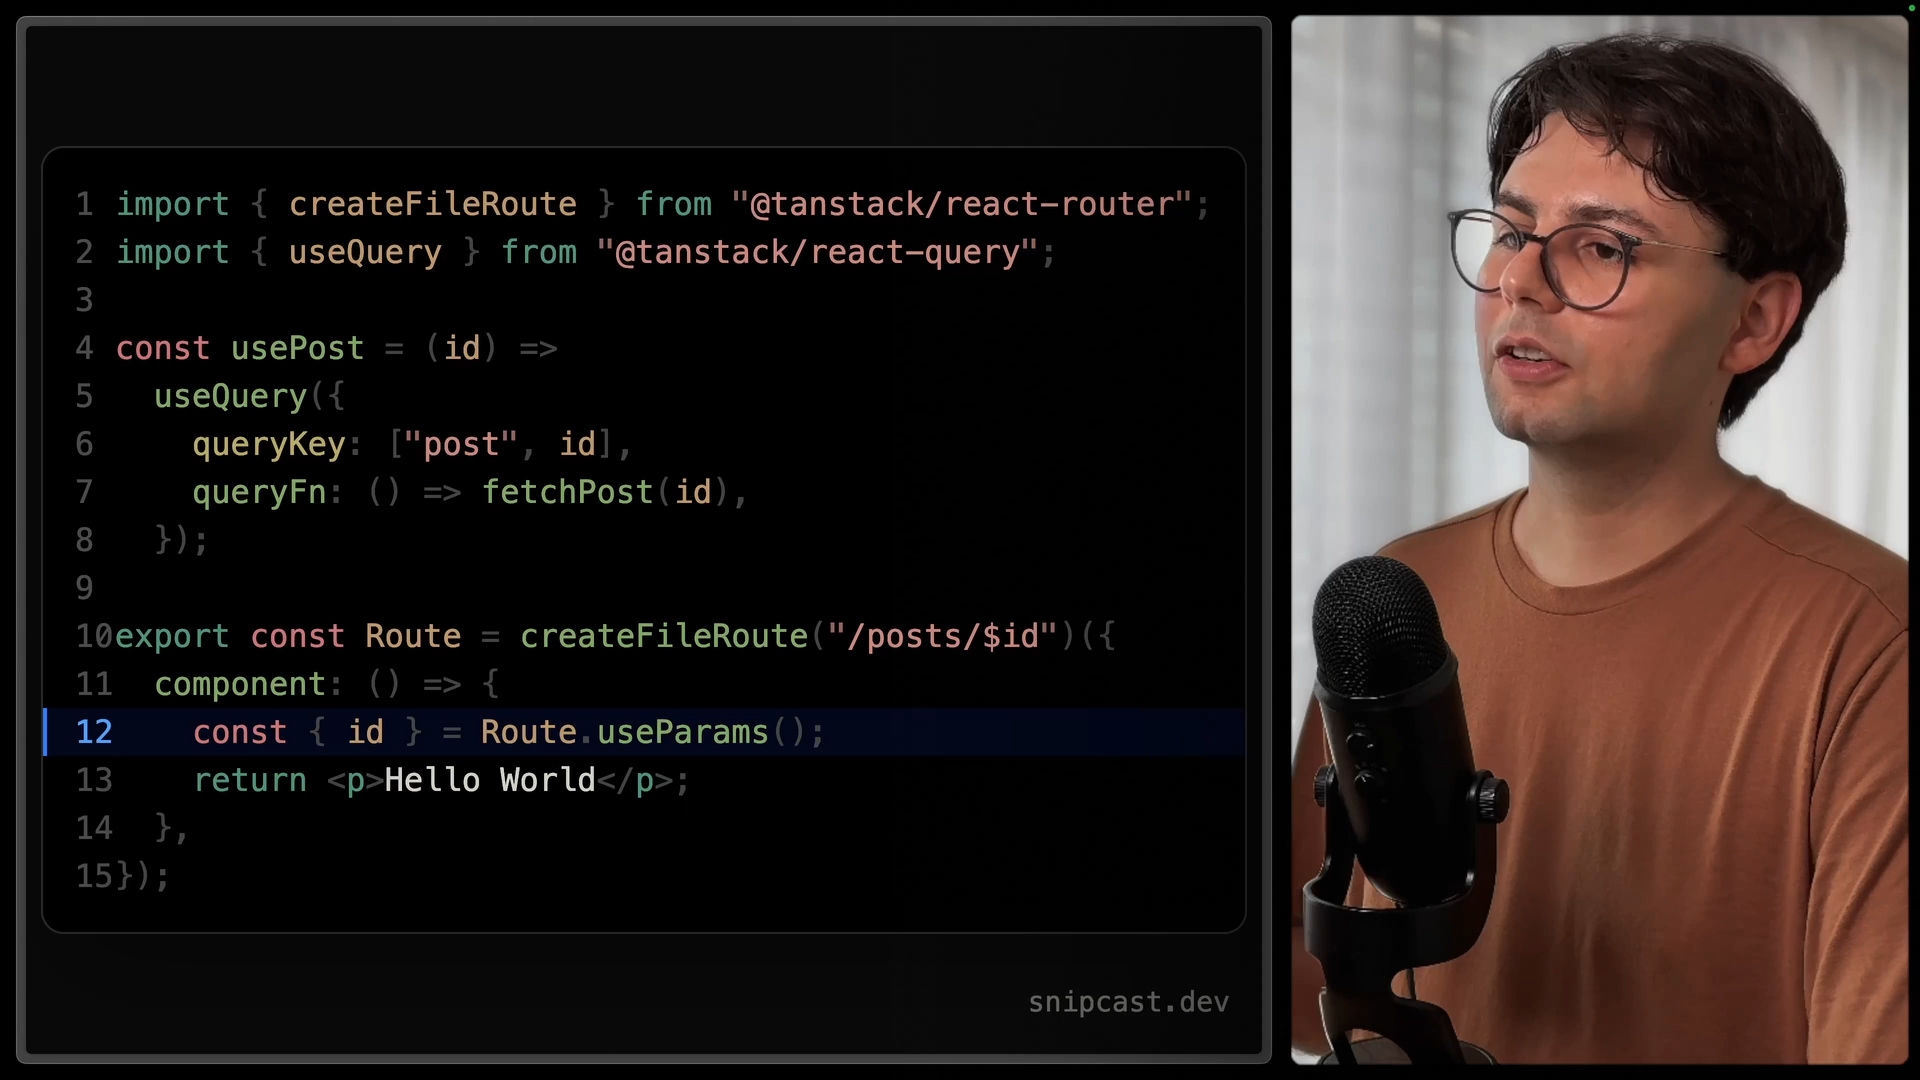 1 import { createFileRoute } from "@tanstack/react-router";
2 import { useQuery } from "@tanstack/react-query";
3
4 const usePost = (id) =>
5   useQuery({
6     queryKey: ["post", id],
7     queryFn: () => fetchPost(id),
8   });
9
10export const Route = createFileRoute("/posts/$id")({
11  component: () => {
12    const { id } = Route.useParams();
13    return <p>Hello World</p>;
14  },
15});
snipcast.dev